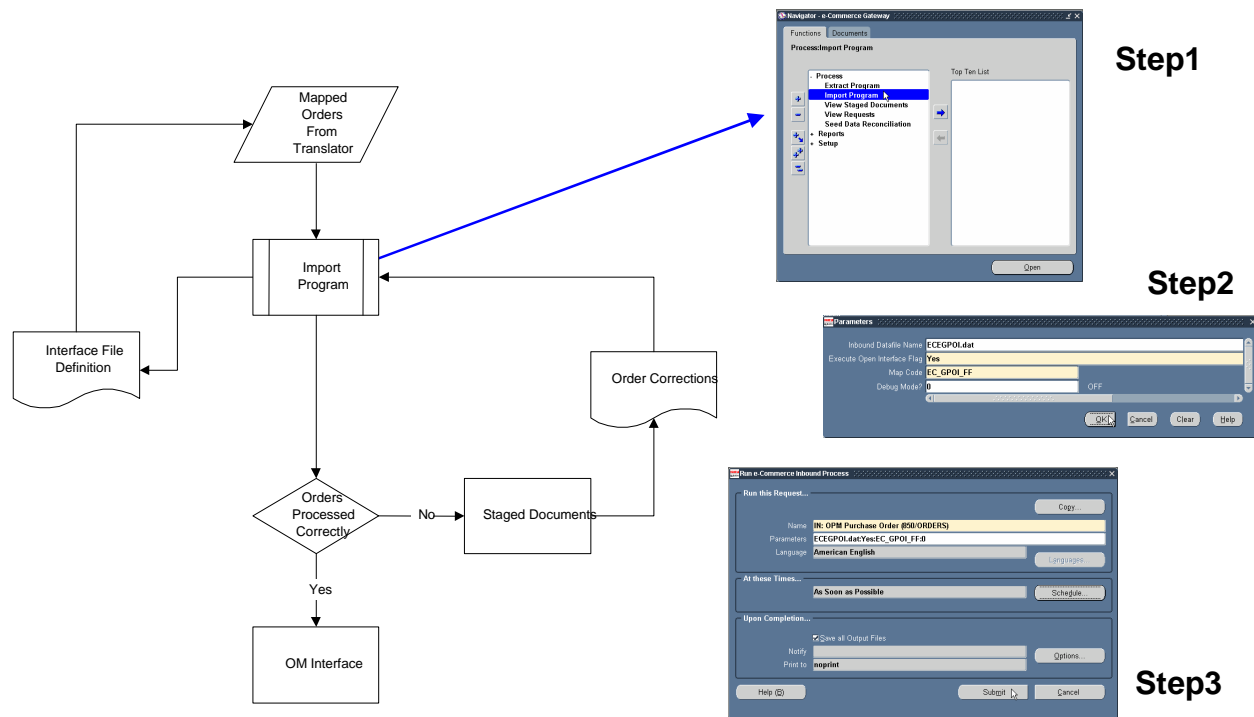 Mapped
Orders
From
Translator
Import
Program
Interface File
Definition
Order Corrections
Orders
Processed
Correctly
No
Staged Documents
Yes
OM Interface
Step1
Navigator - e-Commerce Gateway
Functions
Documents
Process:Import Program
- Process
Extract Program
Import Program
View Staged Documents
View Requests
Seed Data Reconciliation
+ Reports
+ Setup
Top Ten List
Open
Step2
Parameters
Inbound Datafile Name ECEGPOI.dat
Execute Open Interface Flag Yes
Map Code EC_GPOI_FF
Debug Mode? 0 OFF
OK Cancel Clear Help
Run e-Commerce Inbound Process
Run this Request...
Copy...
Name IN: OPM Purchase Order (850/ORDERS)
Parameters ECEGPOI.dat:Yes:EC_GPOI_FF:0
Language American English
Languages...
At these Times...
As Soon as Possible Schedule...
Upon Completion...
Save all Output Files
Notify
Options...
Print to noprint
Help (B) Submit Cancel
Step3